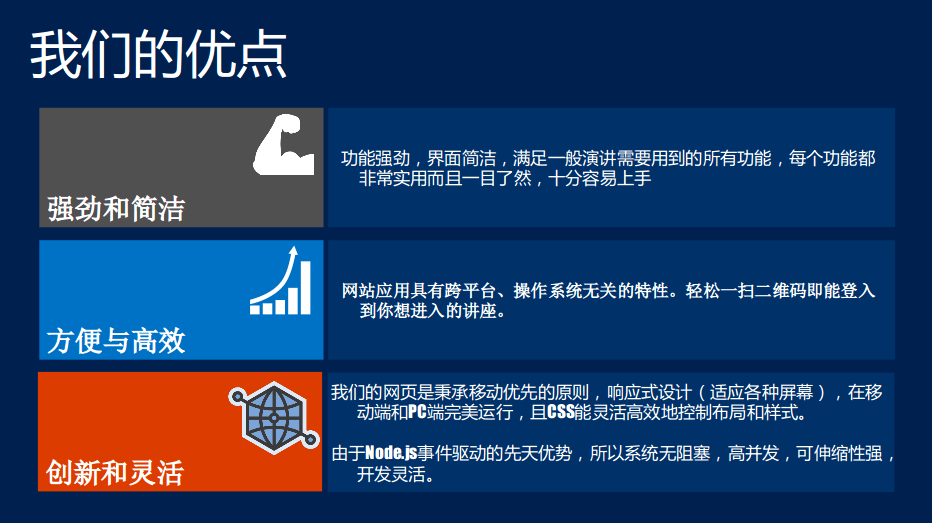 我们的优点
强劲和简洁
功能强劲，界面简洁，满足一般演讲需要用到的所有功能，每个功能都
非常实用而且一目了然，十分容易上手
方便与高效
网站应用具有跨平台、操作系统无关的特性。轻松一扫二维码即能登入
到你想进入的讲座。
创新和灵活
我们的网页是秉承移动优先的原则，响应式设计（适应各种屏幕），在移
动端和PC端完美运行，且CSS能灵活高效地控制布局和样式。
由于Node.js事件驱动的先天优势，所以系统无阻塞，高并发，可伸缩性强，
开发灵活。